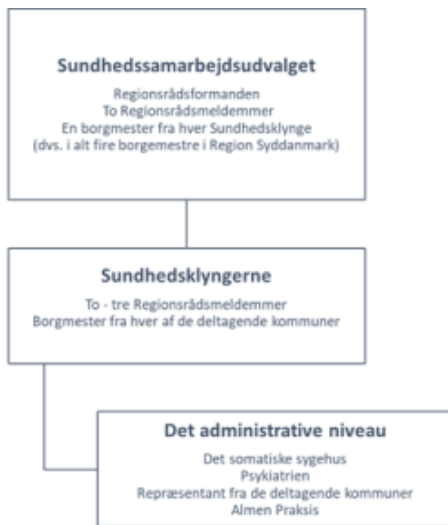 Sundhedssamarbejdsudvalget
Regionsrådsformanden
To Regionsrådsmeldemmer
En borgmester fra hver Sundhedsklynge
(dvs. i alt fire borgemestre i Region Syddanmark)
Sundhedsklyngerne
To - tre Regionsrådsmeldemmer
Borgmester fra hver af de deltagende kommuner
Det administrative niveau
Det somatiske sygehus
Psykiatrien
Repræsentant fra de deltagende kommuner
Almen Praksis